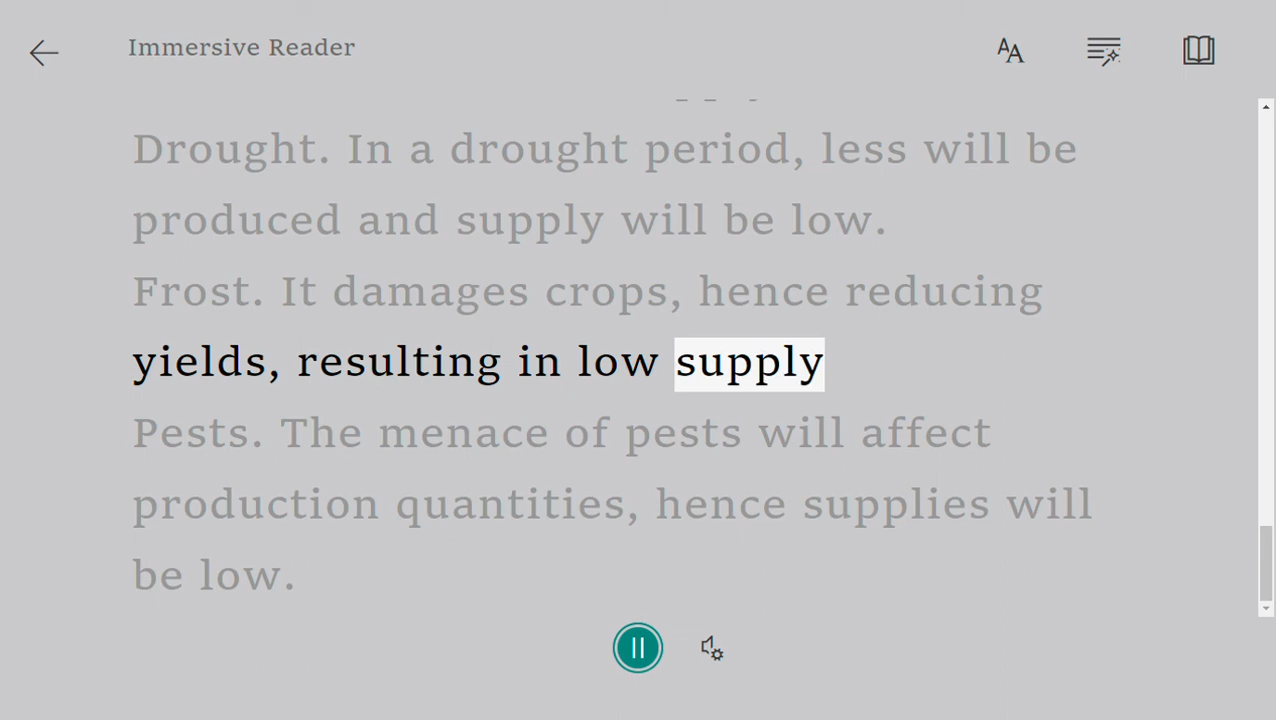 Immersive Reader
Drought. In a drought period, less will be
produced and supply will be low.
Frost. It damages crops, hence reducing
yields, resulting in low supply
Pests. The menace of pests will affect
production quantities, hence supplies will
be low.